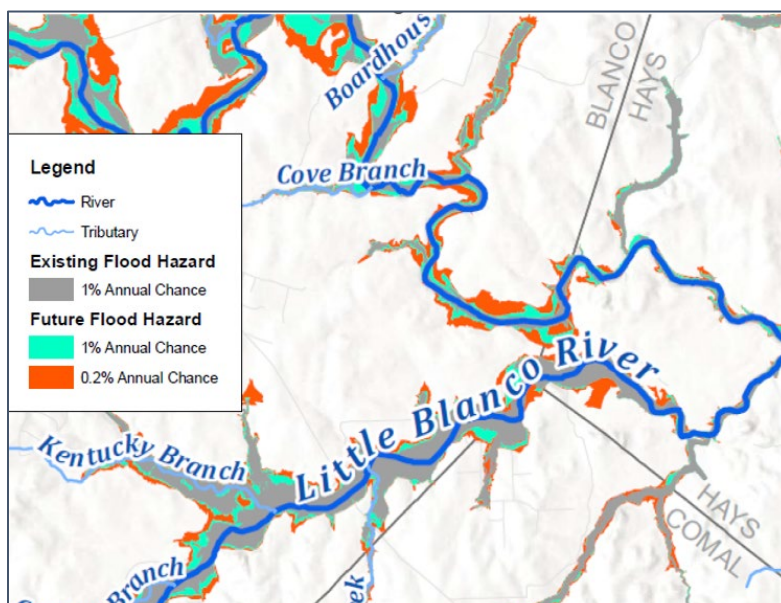 Boardhous
BLANCO
HAYS
Cove Branch
Legend
River
Tributary
Existing Flood Hazard
1% Annual Chance
Future Flood Hazard
1% Annual Chance
0.2% Annual Chance
Little Blanco River
Kentucky Branch
HAYS
COMAL
Branch
ek